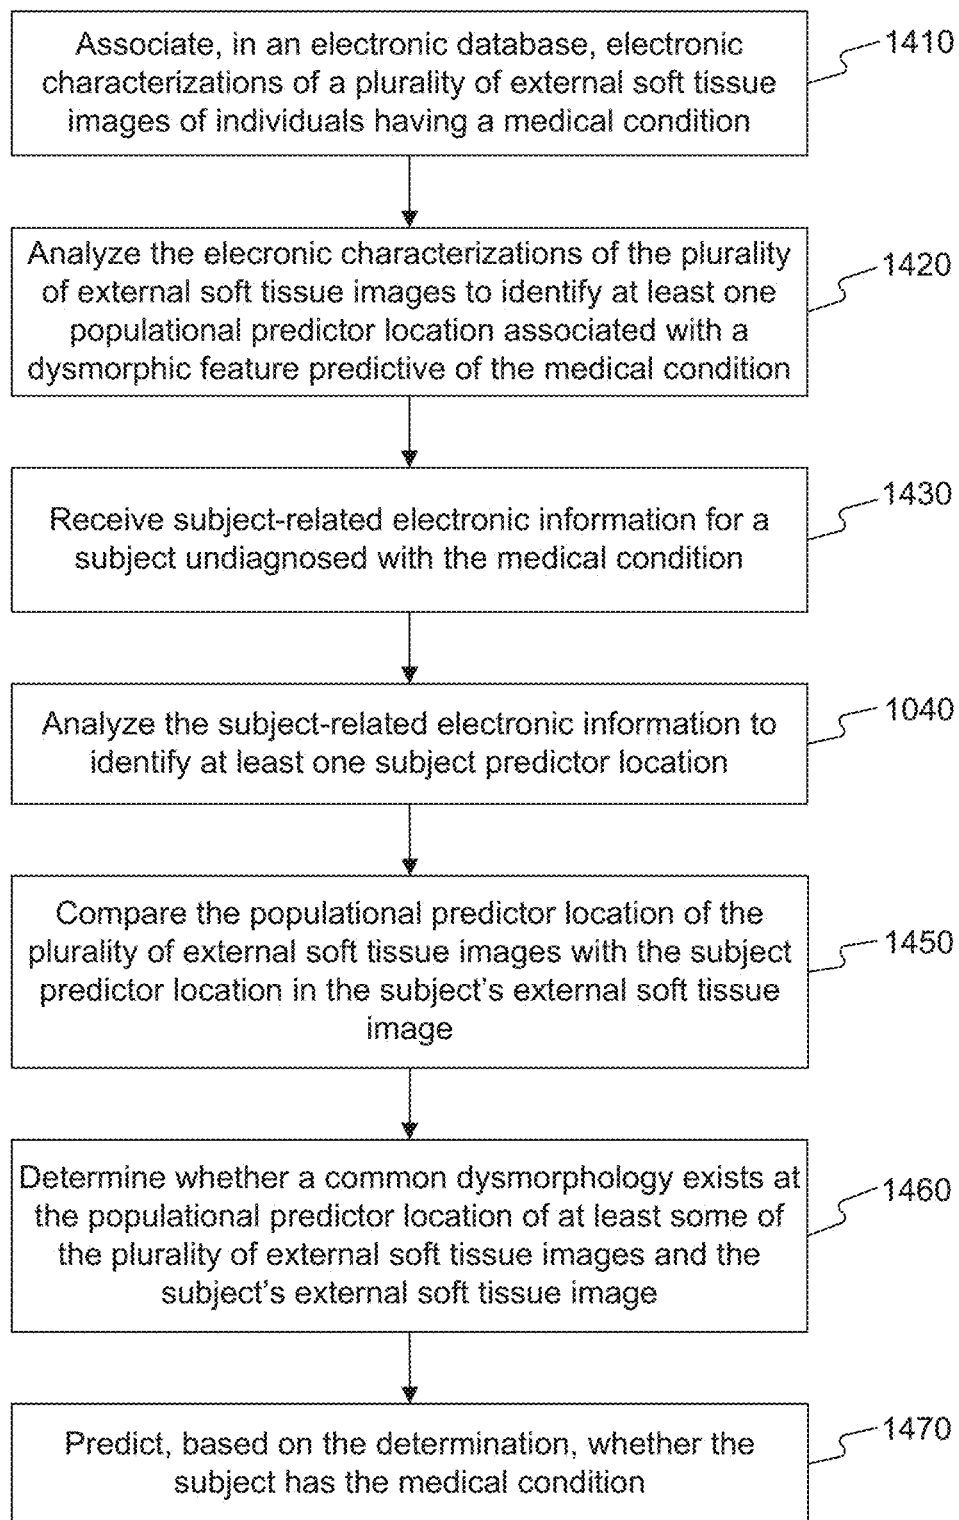 Associate, in an electronic database, electronic
characterizations of a plurality of external soft tissue
images of individuals having a medical condition
1410
Analyze the elecronic characterizations of the plurality
of external soft tissue images to identify at least one
populational predictor location associated with a
dysmorphic feature predictive of the medical condition
1420
Receive subject-related electronic information for a
subject undiagnosed with the medical condition
1430
Analyze the subject-related electronic information to
identify at least one subject predictor location
1040
Compare the populational predictor location of the
plurality of external soft tissue images with the subject
predictor location in the subject's external soft tissue
image
1450
Determine whether a common dysmorphology exists at
the populational predictor location of at least some of
the plurality of external soft tissue images and the
subject's external soft tissue image
1460
Predict, based on the determination, whether the
subject has the medical condition
1470